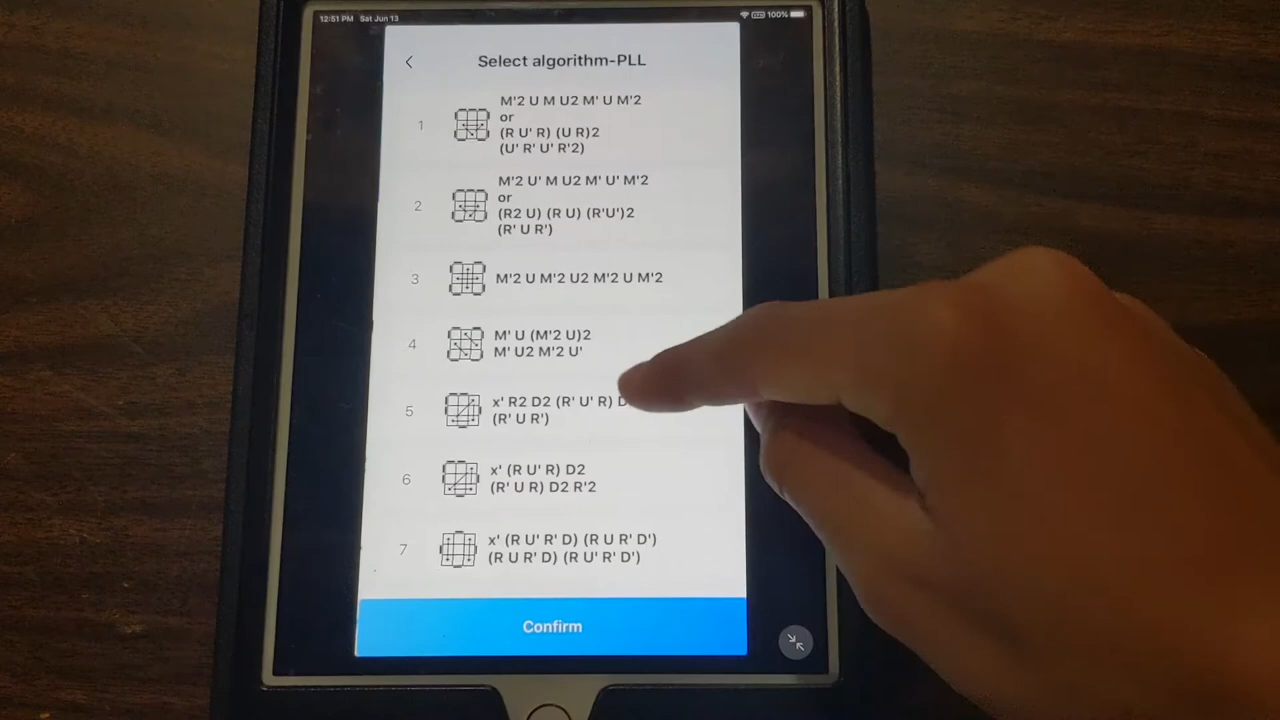 12:51 PM Sat Jun 13
100%
Select algorithm-PLL
1
M'2 U M U2 M' U M'2
or
(R U' R) (U R)2
(U' R' U' R'2)
2
M'2 U' M U2 M' U' M'2
or
(R2 U) (R U) (R'U')2
(R' U R')
3
M'2 U M'2 U2 M'2 U M'2
4
M' U (M'2 U)2
M' U2 M'2 U'
5
x' R2 D2 (R' U' R)
(R' U R')
6
x' (R U' R) D2
(R' U R) D2 R'2
7
x' (R U' R' D) (R U R' D')
(R U R' D) (R U' R' D')
Confirm